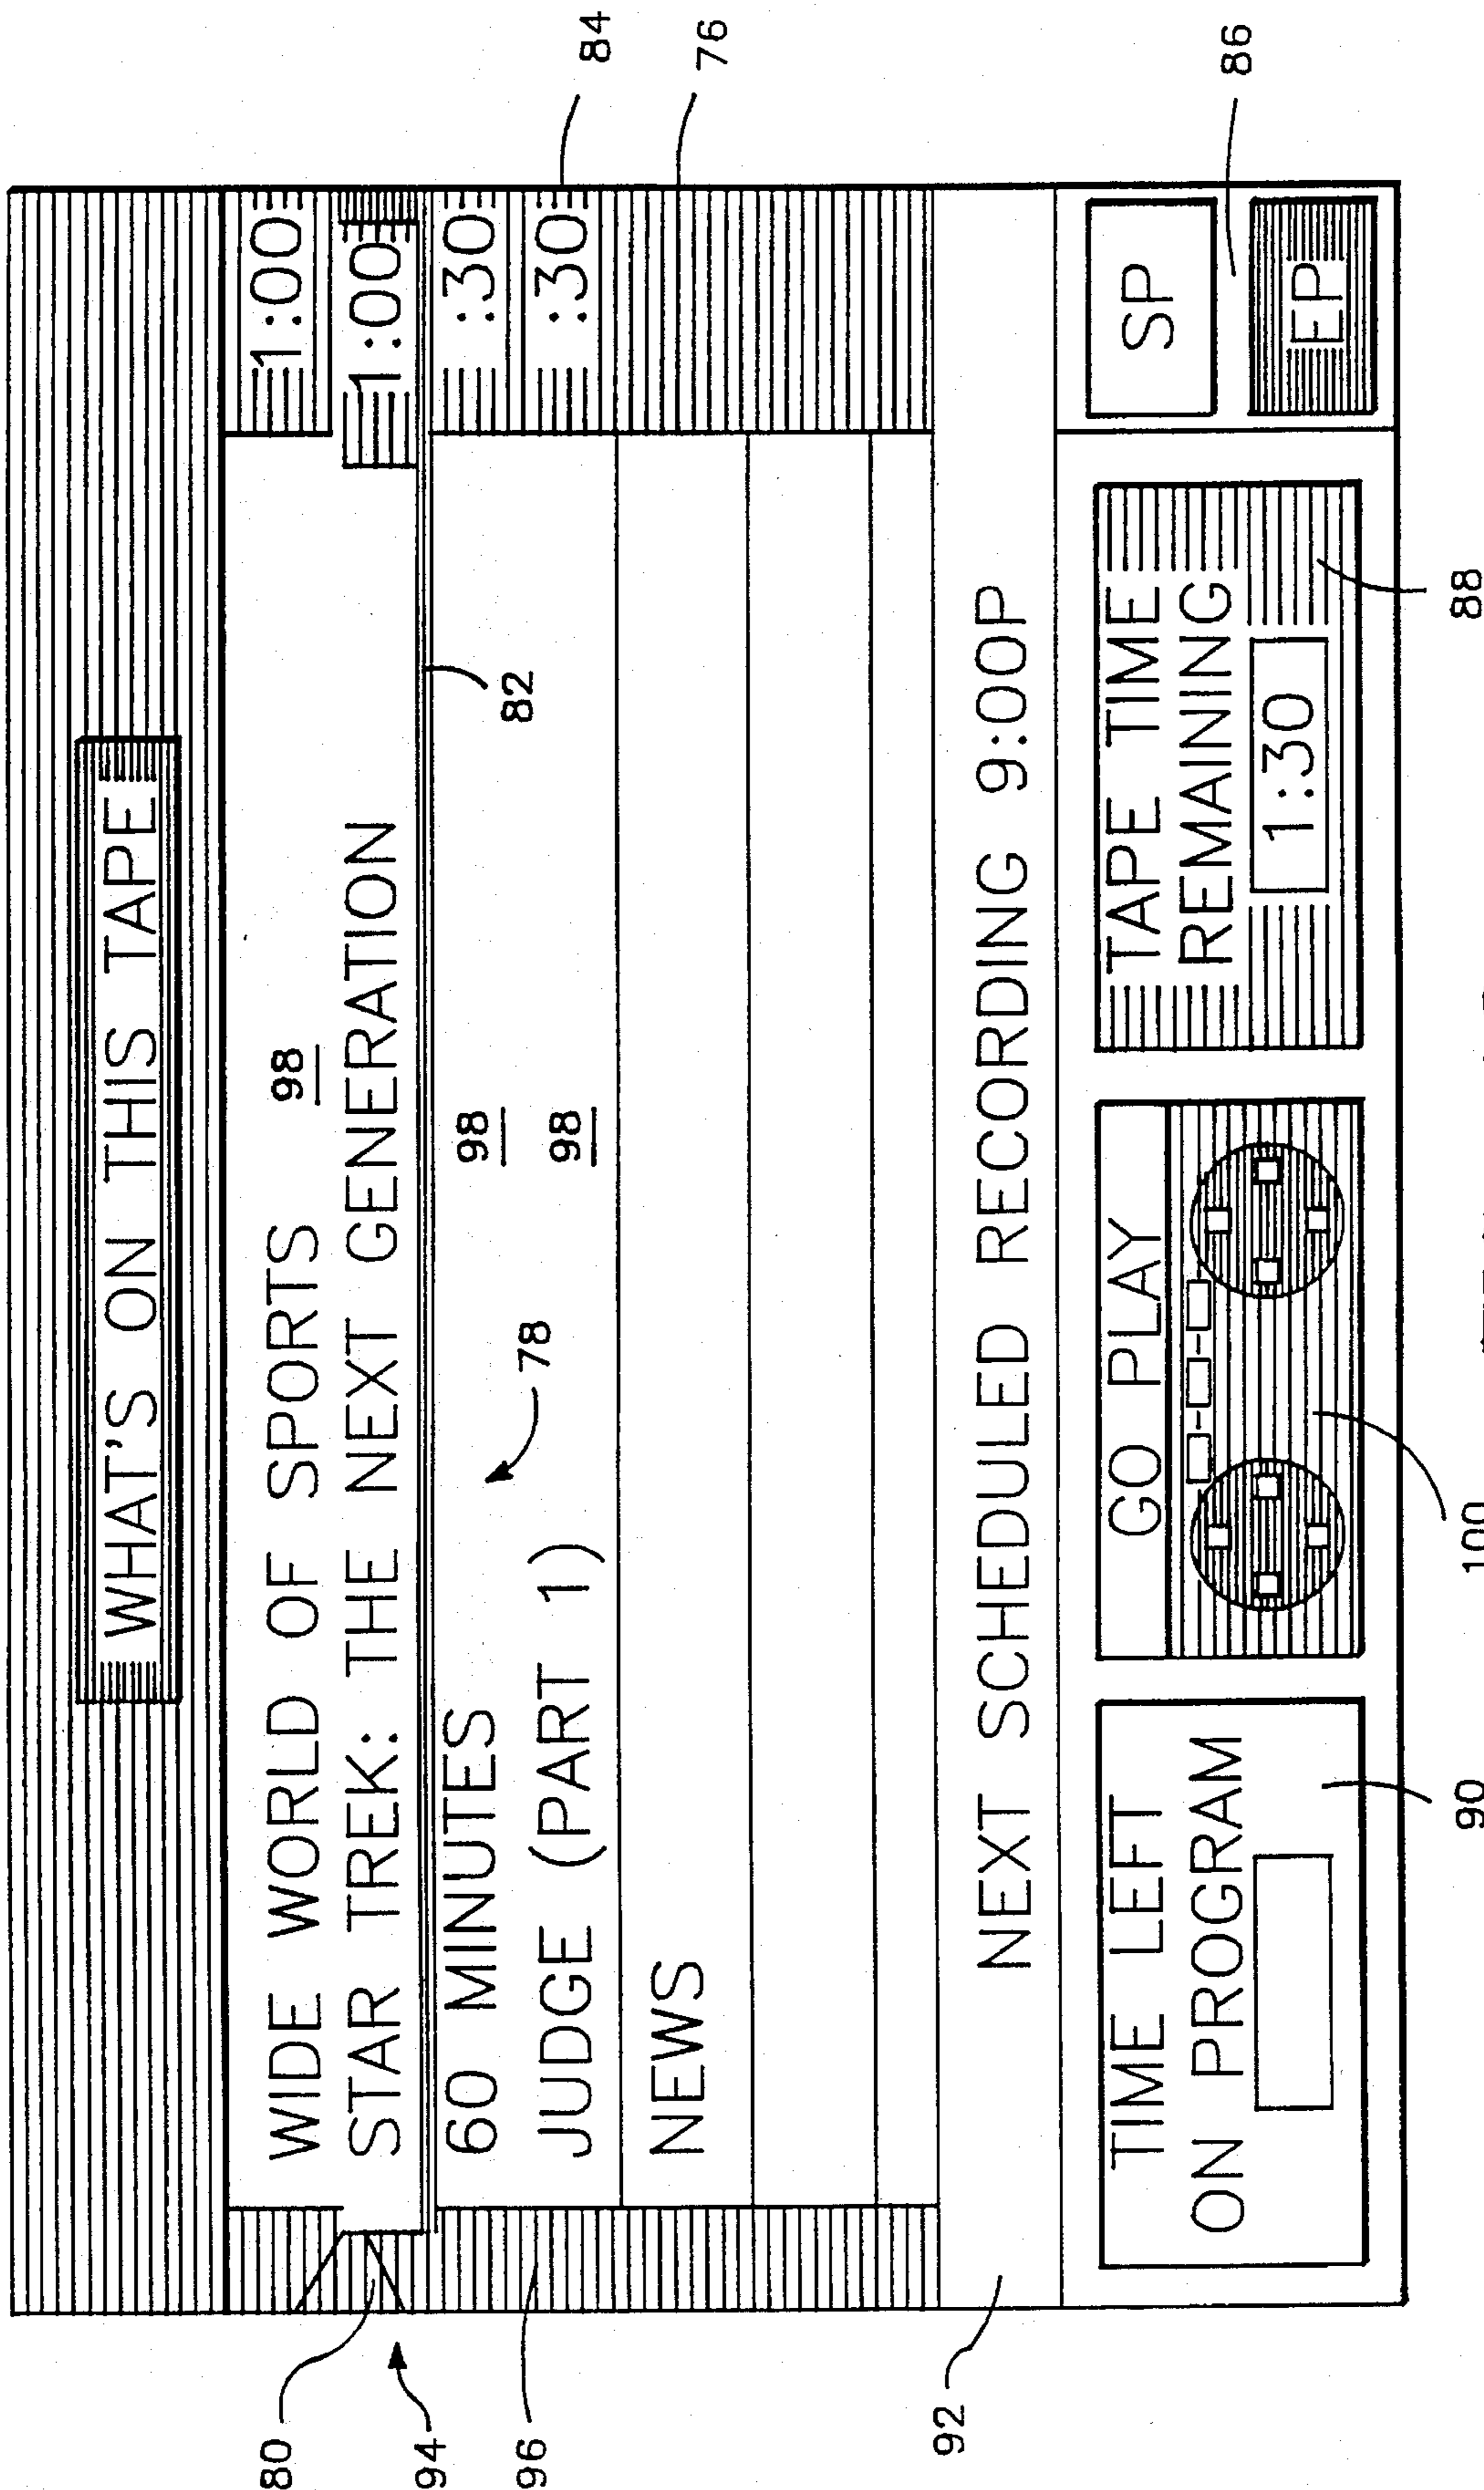 WHAT'S ON THIS TAPE
WIDE WORLD OF SPORTS 98 1:00
STAR TREK: THE NEXT GENERATION 1:00
82
60 MINUTES 98 :30
78
JUDGE (PART 1) 98 :30
NEWS
NEXT SCHEDULED RECORDING 9:00P
TIME LEFT
ON PROGRAM
GO PLAY
TAPE TIME
REMAINING
1:30
SP
EP
80
94
96
92
84
76
86
90
100
88